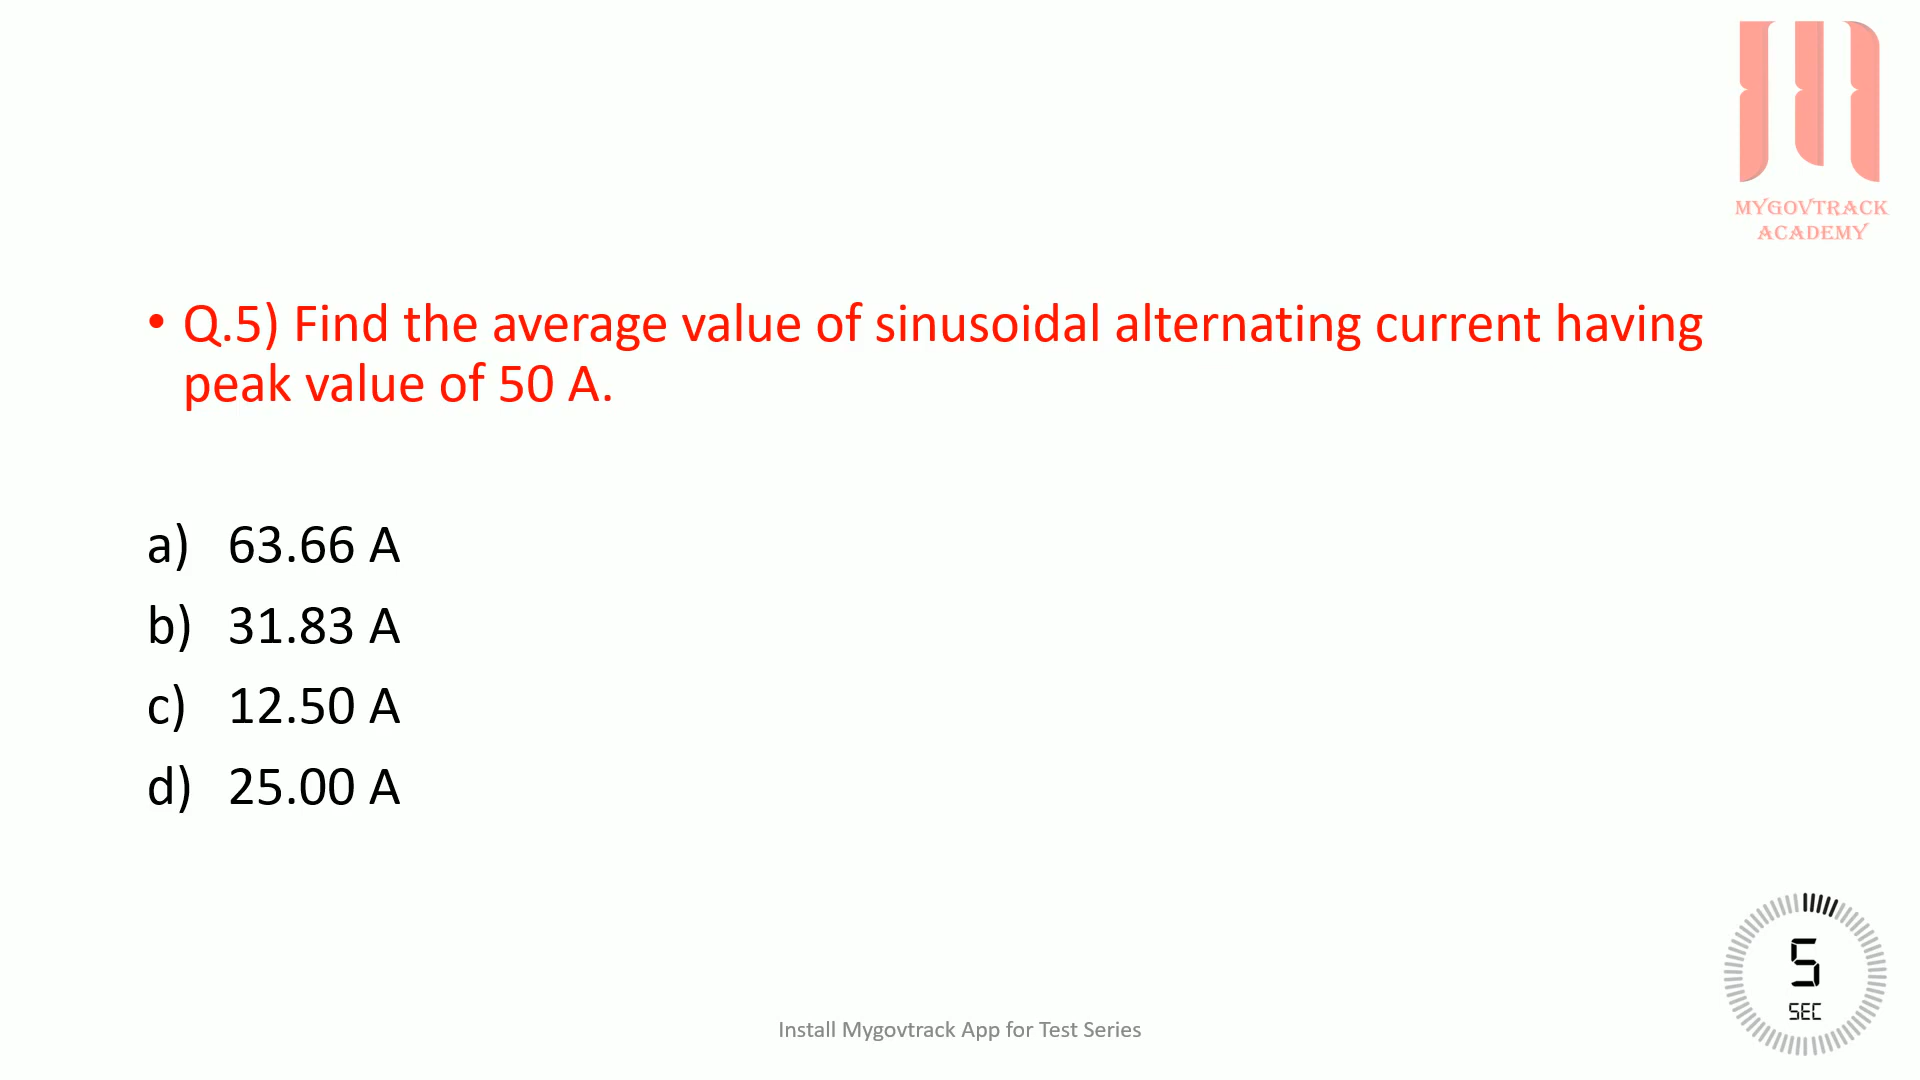 MYGOVTRACK
ACADEMY
• Q.5) Find the average value of sinusoidal alternating current having
peak value of 50 A.
a) 63.66 A
b) 31.83 A
c) 12.50 A
d) 25.00 A
5
SEC
Install Mygovtrack App for Test Series